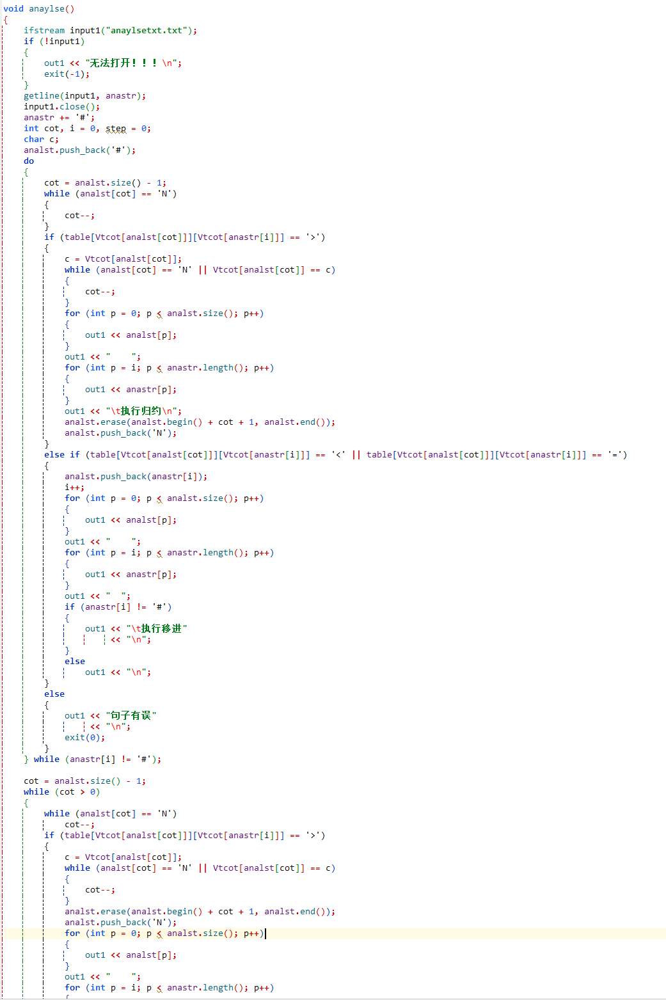 void anaylse()
{
    ifstream input1("anaylsetxt.txt");
    if (!input1)
    {
        out1 << "无法打开！！！\n";
        exit(-1);
    }
    getline(input1, anastr);
    input1.close();
    anastr += '#';
    int cot, i = 0, step = 0;
    char c;
    analst.push_back('#');
    do
    {
        cot = analst.size() - 1;
        while (analst[cot] == 'N')
        {
            cot--;
        }
        if (table[Vtcot[analst[cot]]][Vtcot[anastr[i]]] == '>')
        {
            c = Vtcot[analst[cot]];
            while (analst[cot] == 'N' || Vtcot[analst[cot]] == c)
            {
                cot--;
            }
            for (int p = 0; p < analst.size(); p++)
            {
                out1 << analst[p];
            }
            out1 << "    ";
            for (int p = i; p < anastr.length(); p++)
            {
                out1 << anastr[p];
            }
            out1 << "\t执行归约\n";
            analst.erase(analst.begin() + cot + 1, analst.end());
            analst.push_back('N');
        }
        else if (table[Vtcot[analst[cot]]][Vtcot[anastr[i]]] == '<' || table[Vtcot[analst[cot]]][Vtcot[anastr[i]]] == '=')
        {
            analst.push_back(anastr[i]);
            i++;
            for (int p = 0; p < analst.size(); p++)
            {
                out1 << analst[p];
            }
            out1 << "    ";
            for (int p = i; p < anastr.length(); p++)
            {
                out1 << anastr[p];
            }
            out1 << "  ";
            if (anastr[i] != '#')
            {
                out1 << "\t执行移进"
                     << "\n";
            }
            else
                out1 << "\n";
        }
        else
        {
            out1 << "句子有误"
                 << "\n";
            exit(0);
        }
    } while (anastr[i] != '#');

    cot = analst.size() - 1;
    while (cot > 0)
    {
        while (analst[cot] == 'N')
            cot--;
        if (table[Vtcot[analst[cot]]][Vtcot[anastr[i]]] == '>')
        {
            c = Vtcot[analst[cot]];
            while (analst[cot] == 'N' || Vtcot[analst[cot]] == c)
            {
                cot--;
            }
            analst.erase(analst.begin() + cot + 1, analst.end());
            analst.push_back('N');
            for (int p = 0; p < analst.size(); p++)
            {
                out1 << analst[p];
            }
            out1 << "    ";
            for (int p = i; p < anastr.length(); p++)
            {